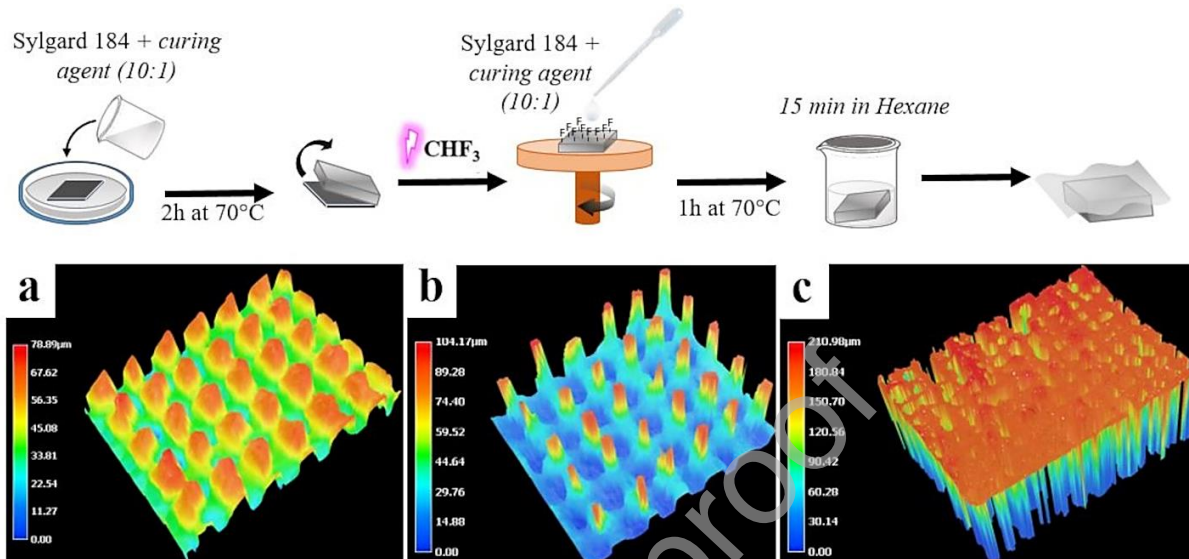 Sylgard 184 + curing
agent (10:1)
2h at 70°C
CHF3
Sylgard 184 +
curing agent
(10:1)
F F F F F F F
1h at 70°C
15 min in Hexane
a
78.89µm
67.62
56.35
45.08
33.81
22.54
11.27
0.00
b
104.17µm
89.28
74.40
59.52
44.64
29.76
14.88
0.00
c
210.98µm
180.84
150.70
120.56
90.42
60.28
30.14
0.00
proof